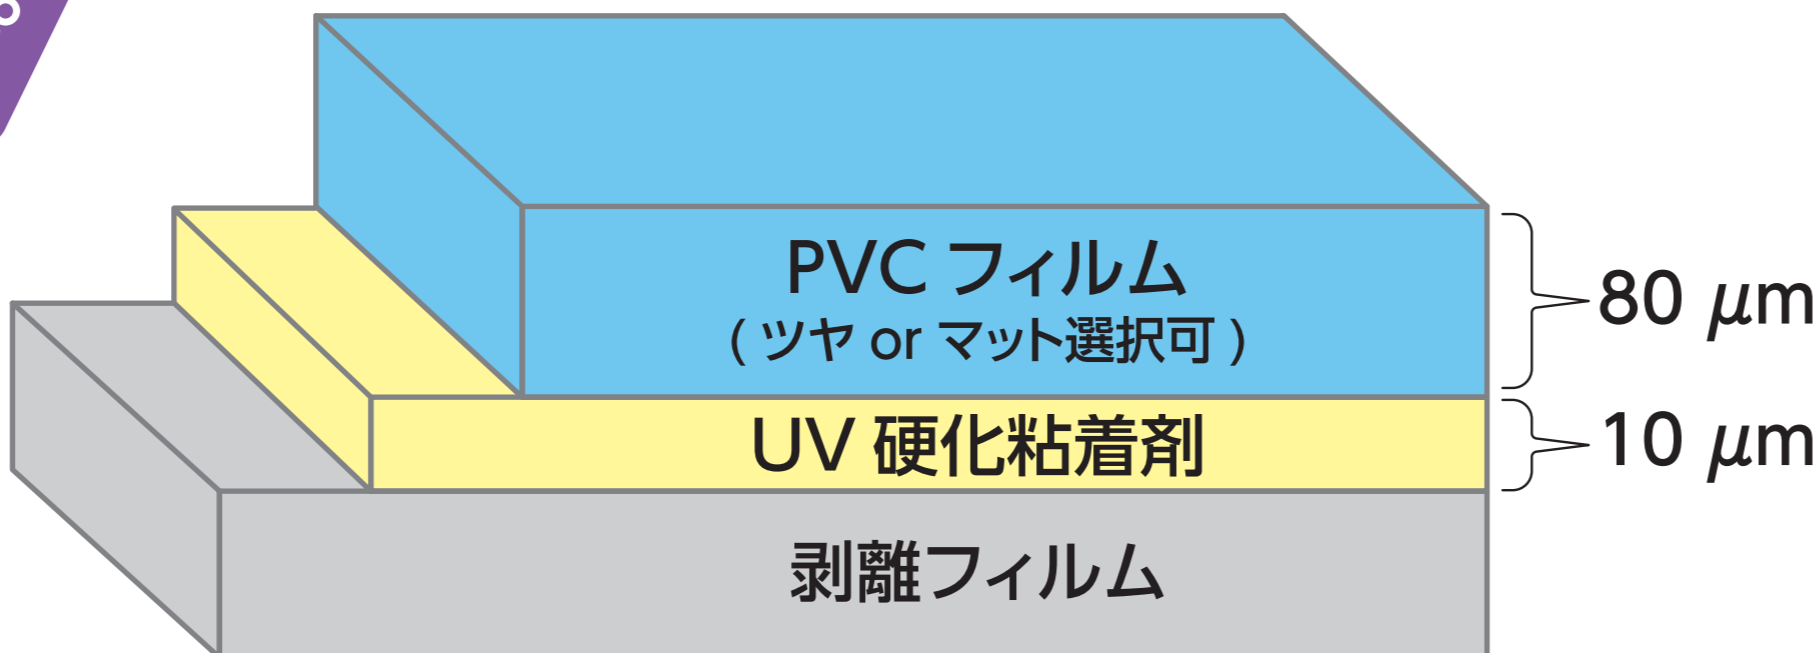 PVC フィルム
( ツヤ or マット選択可 )
80 μm
UV 硬化粘着剤
10 μm
剥離フィルム